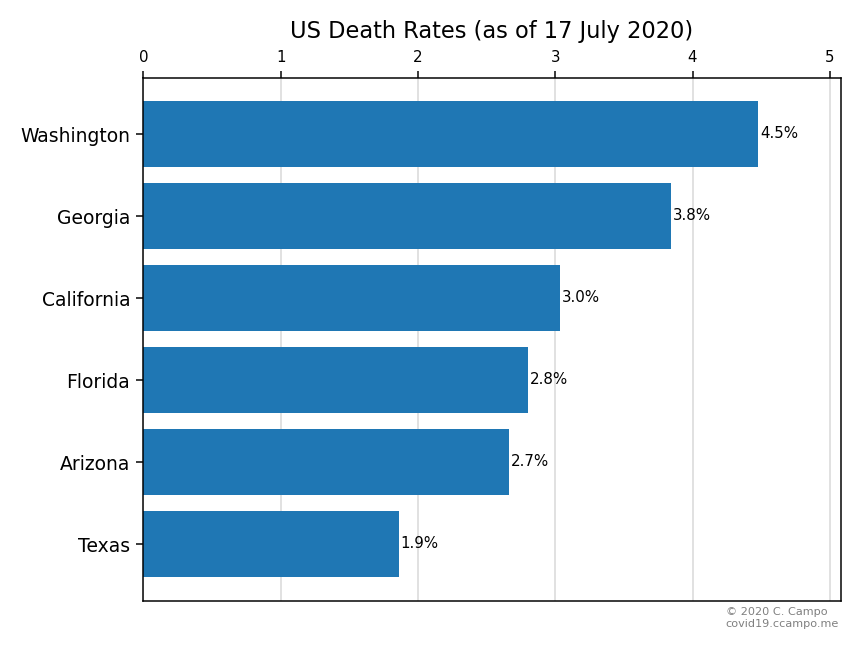 US Death Rates (as of 17 July 2020)
0 1 2 3 4 5
Washington 4.5%
Georgia 3.8%
California 3.0%
Florida 2.8%
Arizona 2.7%
Texas 1.9%
© 2020 C. Campo
covid19.ccampo.me